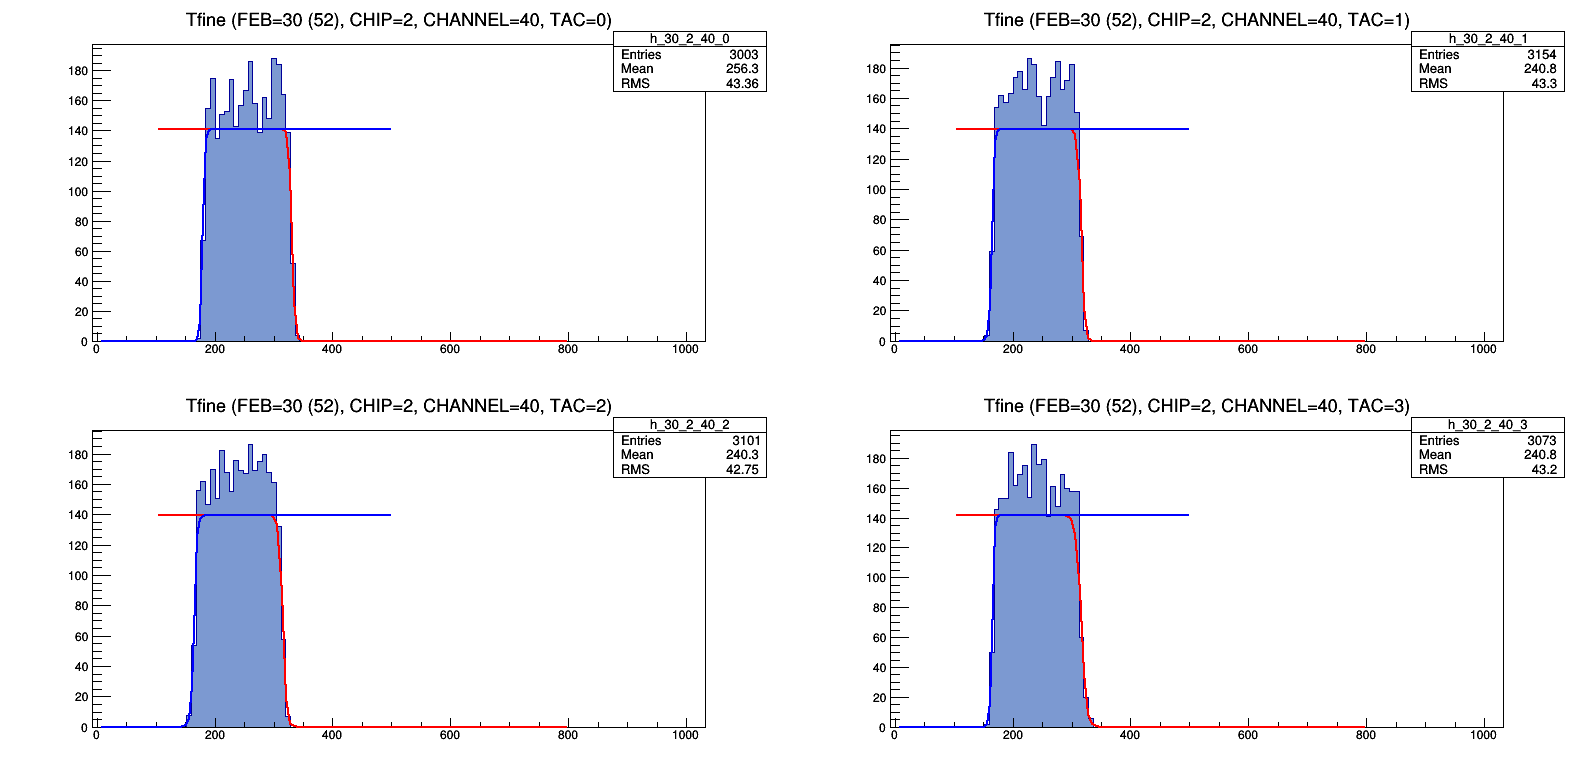 Tfine (FEB=30 (52), CHIP=2, CHANNEL=40, TAC=0)
h_30_2_40_0
Entries 3003
Mean 256.3
RMS 43.36
180
160
140
120
100
80
60
40
20
0
0 200 400 600 800 1000
Tfine (FEB=30 (52), CHIP=2, CHANNEL=40, TAC=1)
h_30_2_40_1
Entries 3154
Mean 240.8
RMS 43.3
180
160
140
120
100
80
60
40
20
0
0 200 400 600 800 1000
Tfine (FEB=30 (52), CHIP=2, CHANNEL=40, TAC=2)
h_30_2_40_2
Entries 3101
Mean 240.3
RMS 42.75
180
160
140
120
100
80
60
40
20
0
0 200 400 600 800 1000
Tfine (FEB=30 (52), CHIP=2, CHANNEL=40, TAC=3)
h_30_2_40_3
Entries 3073
Mean 240.8
RMS 43.2
180
160
140
120
100
80
60
40
20
0
0 200 400 600 800 1000